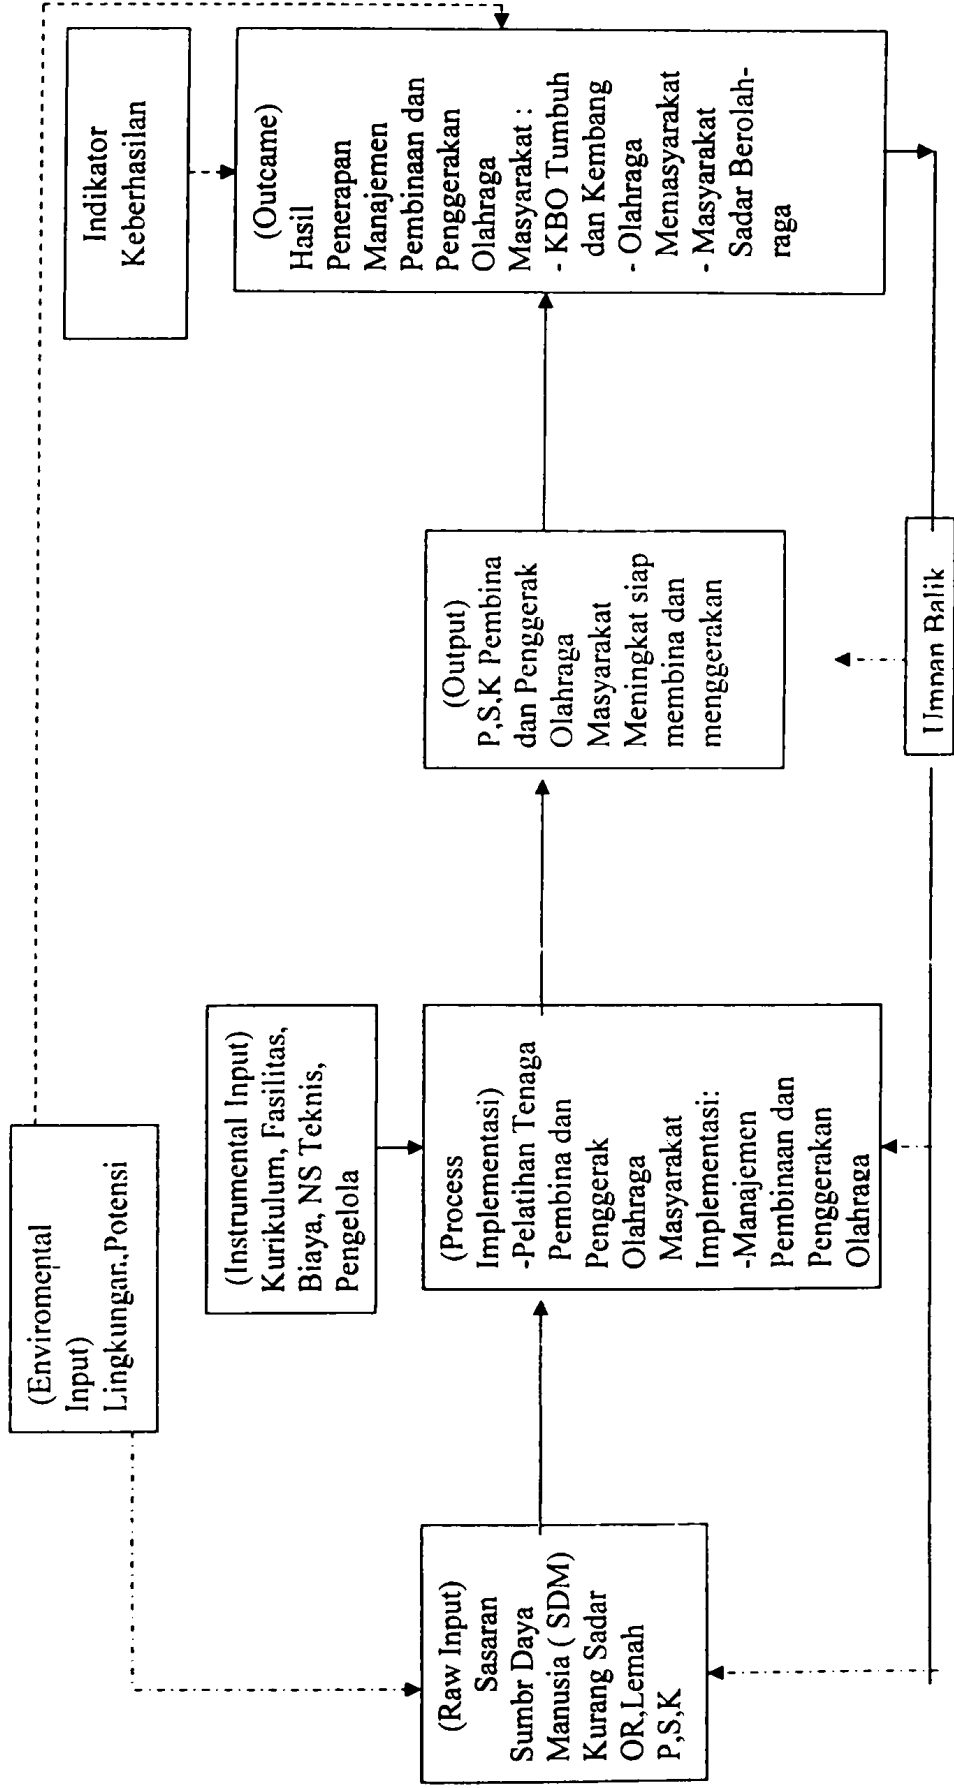 (Enviromental
Input)
Lingkungan,Potensi
Indikator
Keberhasilan
(Raw Input)
Sasaran
Sumbr Daya
Manusia ( SDM)
Kurang Sadar
OR,Lemah
P,S,K
(Instrumental Input)
Kurikulum, Fasilitas,
Biaya, NS Teknis,
Pengelola
(Process
Implementasi)
-Pelatihan Tenaga
Pembina dan
Penggerak
Olahraga
Masyarakat
Implementasi:
-Manajemen
Pembinaan dan
Penggerakan
Olahraga
(Output)
P,S,K Pembina
dan Penggerak
Olahraga
Masyarakat
Meningkat siap
membina dan
menggerakan
(Outcame)
Hasil
Penerapan
Manajemen
Pembinaan dan
Penggerakan
Olahraga
Masyarakat :
- KBO Tumbuh
dan Kembang
- Olahraga
Menasyarakat
- Masyarakat
Sadar Berolah-
raga
Umpan Balik